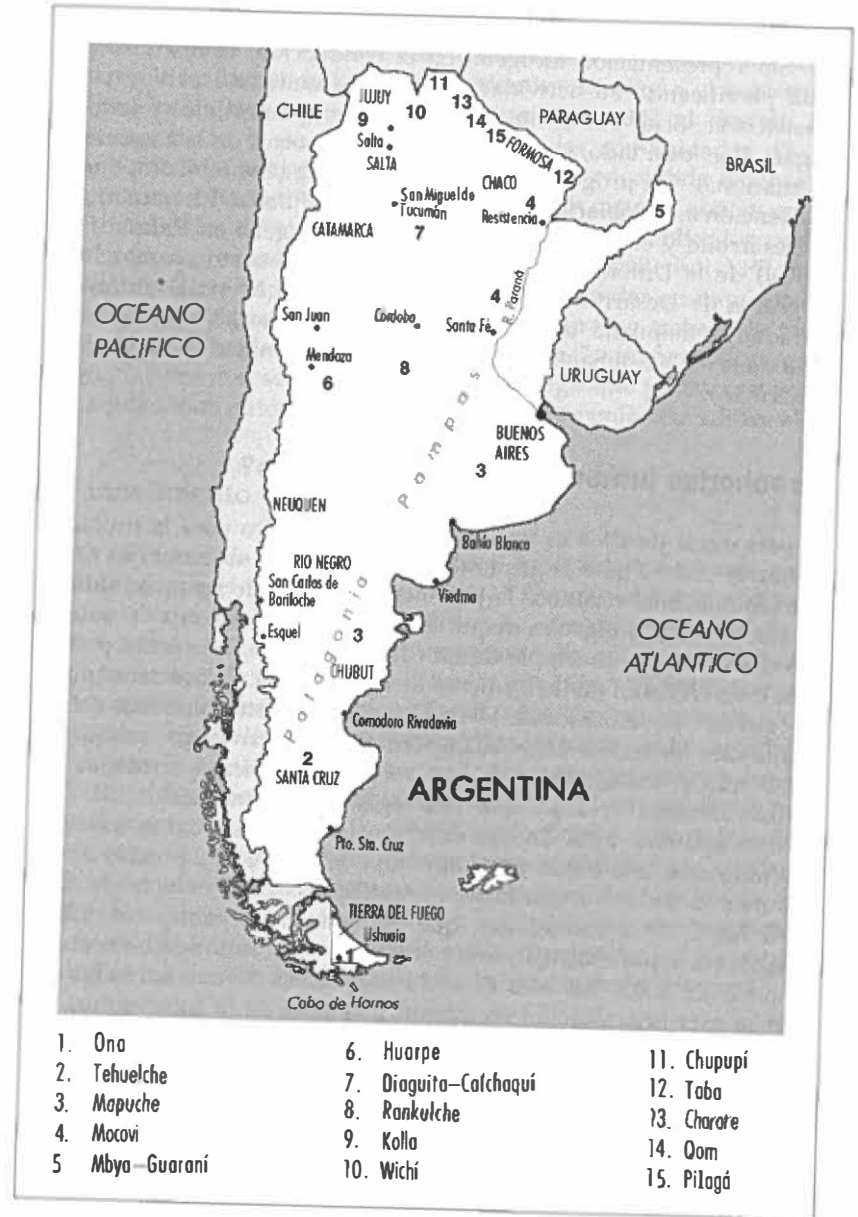 11
JUJUY
CHILE
10
13
PARAGUAY
9
14
Salta
15
FORMOSA
SALTA
BRASIL
CHACO
12
San Miguel de
Tucumán
4
5
Resistencia
CATAMARCA
7
4
R. Paraná
OCEANO
PACIFICO
San Juan
Córdoba
Santa Fé
Mendoza
6
8
URUGUAY
Pampas
BUENOS
AIRES
3
NEUQUEN
Bahía Blanca
RIO NEGRO
San Carlos de
Bariloche
Viedma
Esquel
3
OCEANO
ATLANTICO
Patagonia
CHUBUT
Comodoro Rivadavia
2
SANTA CRUZ
ARGENTINA
Pto. Sta. Cruz
TIERRA DEL FUEGO
Ushuaia
1
Cabo de Hornos
1. Ona
2. Tehuelche
3. Mapuche
4. Mocovi
5 Mbya-Guaraní
6. Huarpe
7. Diaguita-Calchaquí
8. Rankulche
9. Kolla
10. Wichí
11. Chupupí
12. Toba
13. Charote
14. Qom
15. Pilagá